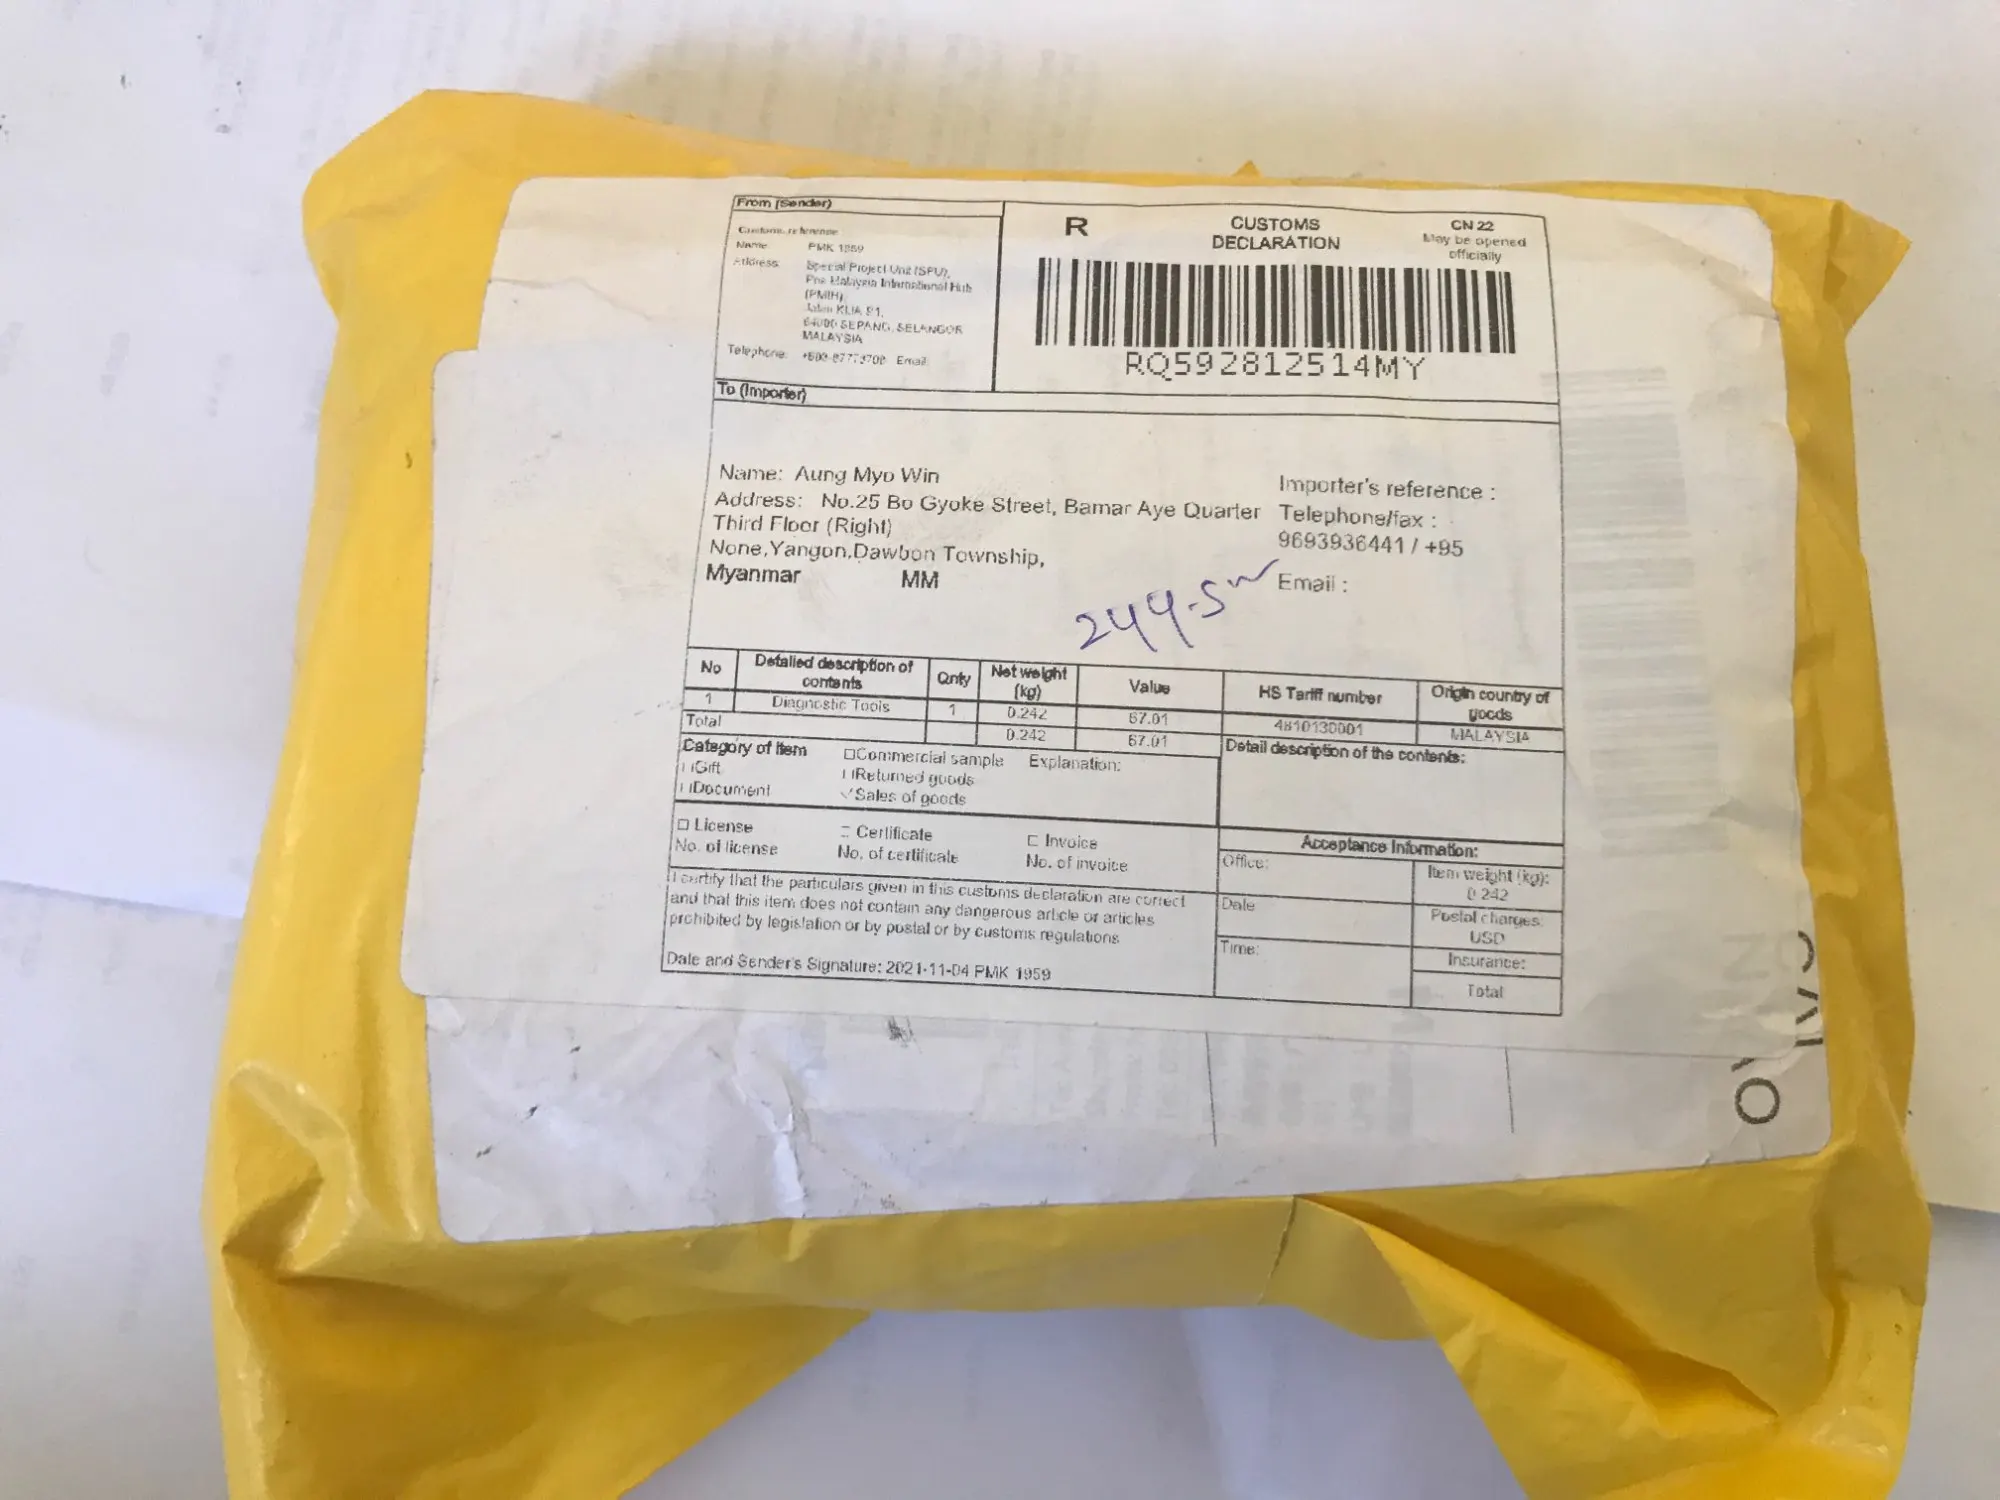 From (Sender)
Customs reference
Name: PMK 1959
Address: Special Project Unit (SPU),
Pos Malaysia International Hub
(PMIH),
Jalan KLIA S1,
64000 SEPANG, SELANGOR
MALAYSIA
Telephone: Email:
R
CUSTOMS
DECLARATION
CN 22
May be opened
officially
RQ592812514MY
To (Importer)
Name: Aung Myo Win
Address: No.25 Bo Gyoke Street, Bamar Aye Quarter
Third Floor (Right)
None,Yangon,Dawbon Township,
Myanmar MM
Importer's reference :
Telephone/fax :
9693936441 / +95
Email :
244-5
No Detailed description of contents Qnty Net weight (kg) Value HS Tariff number Origin country of goods
1 Diagnostic Tools 1 0.242 67.01 4810130001 MALAYSIA
Total 0.242 67.01
Category of item
Commercial sample
Explanation:
Gift
Returned goods
Document
✓Sales of goods
Detail description of the contents:
License
Certificate
Invoice
No. of license
No. of certificate
No. of invoice
I certify that the particulars given in this customs declaration are correct
and that this item does not contain any dangerous article or articles
prohibited by legislation or by postal or by customs regulations
Date and Sender's Signature: 2021-11-04 PMK 1959
Acceptance Information:
Office:
Item weight (kg):
0.242
Date
Postal charges:
USD
Time:
Insurance:
Total